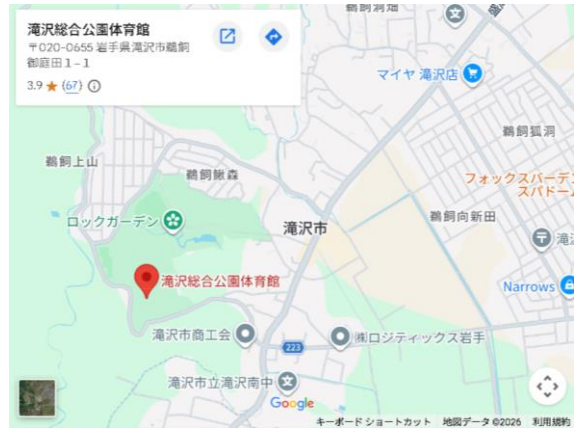 滝沢総合公園体育館
〒020-0655 岩手県滝沢市鵜飼
御庭田1−1
3.9 ★ (67)
マイヤ 滝沢店
鵜飼狐洞
鵜飼上山
鵜飼鰍森
フォックスバーデン
スパドーム
ロックガーデン
滝沢市
鵜飼向新田
滝沢総合公園体育館
Narrows
滝沢市商工会
223
㈱ロジティックス岩手
滝沢市立滝沢南中
Google
キーボード ショートカット 地図データ ©2026 利用規約